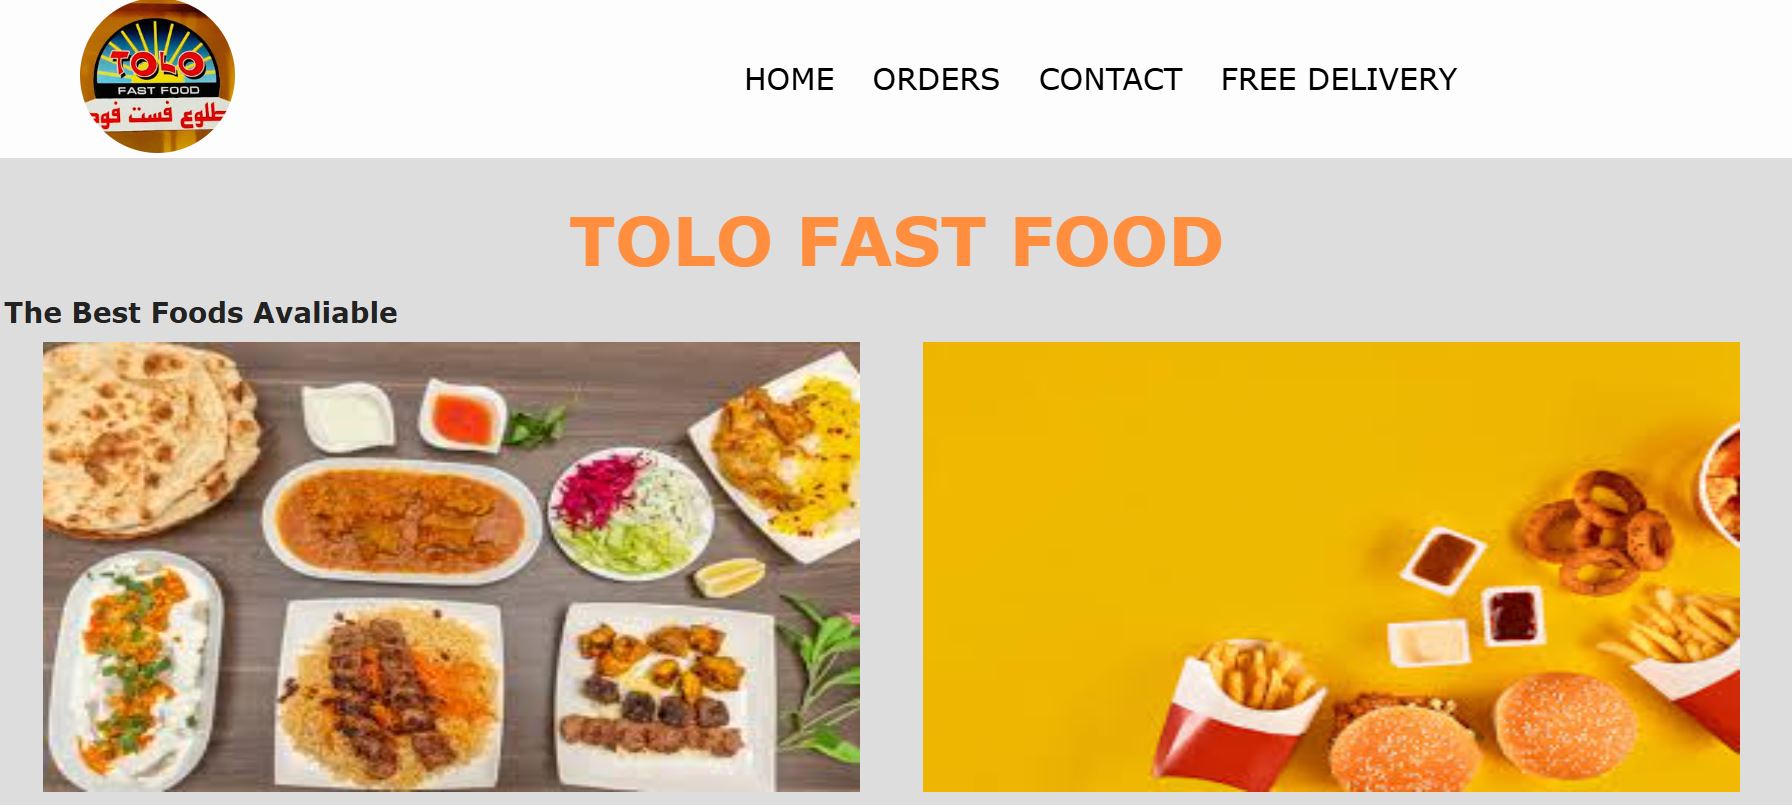 TOLO
FAST FOOD
طلوع فست فود
HOME ORDERS CONTACT FREE DELIVERY
TOLO FAST FOOD
The Best Foods Avaliable